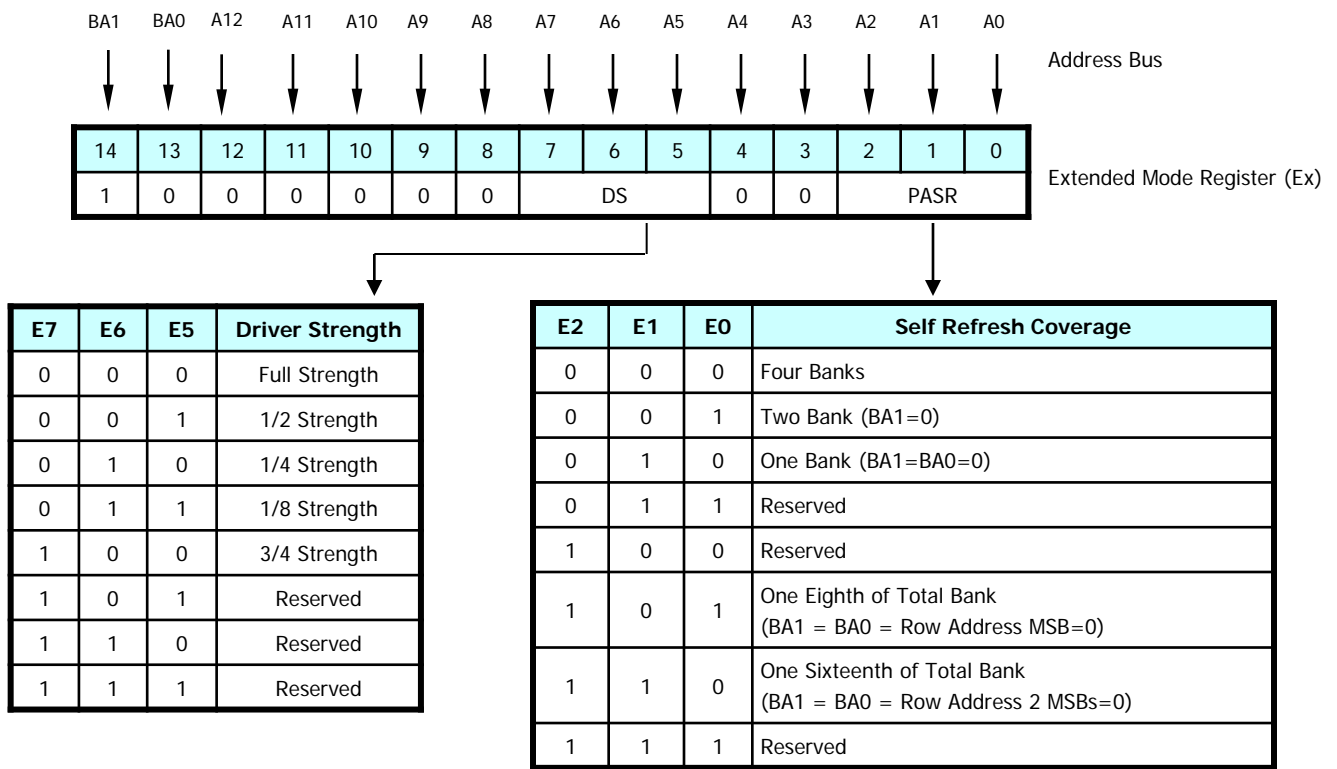 BA1 BA0 A12 A11 A10 A9 A8 A7 A6 A5 A4 A3 A2 A1 A0
Address Bus
14 13 12 11 10 9 8 7 6 5 4 3 2 1 0
1 0 0 0 0 0 0 DS 0 0 PASR
Extended Mode Register (Ex)
E7 E6 E5 Driver Strength
0 0 0 Full Strength
0 0 1 1/2 Strength
0 1 0 1/4 Strength
0 1 1 1/8 Strength
1 0 0 3/4 Strength
1 0 1 Reserved
1 1 0 Reserved
1 1 1 Reserved
E2 E1 E0 Self Refresh Coverage
0 0 0 Four Banks
0 0 1 Two Bank (BA1=0)
0 1 0 One Bank (BA1=BA0=0)
0 1 1 Reserved
1 0 0 Reserved
1 0 1 One Eighth of Total Bank
(BA1 = BA0 = Row Address MSB=0)
1 1 0 One Sixteenth of Total Bank
(BA1 = BA0 = Row Address 2 MSBs=0)
1 1 1 Reserved